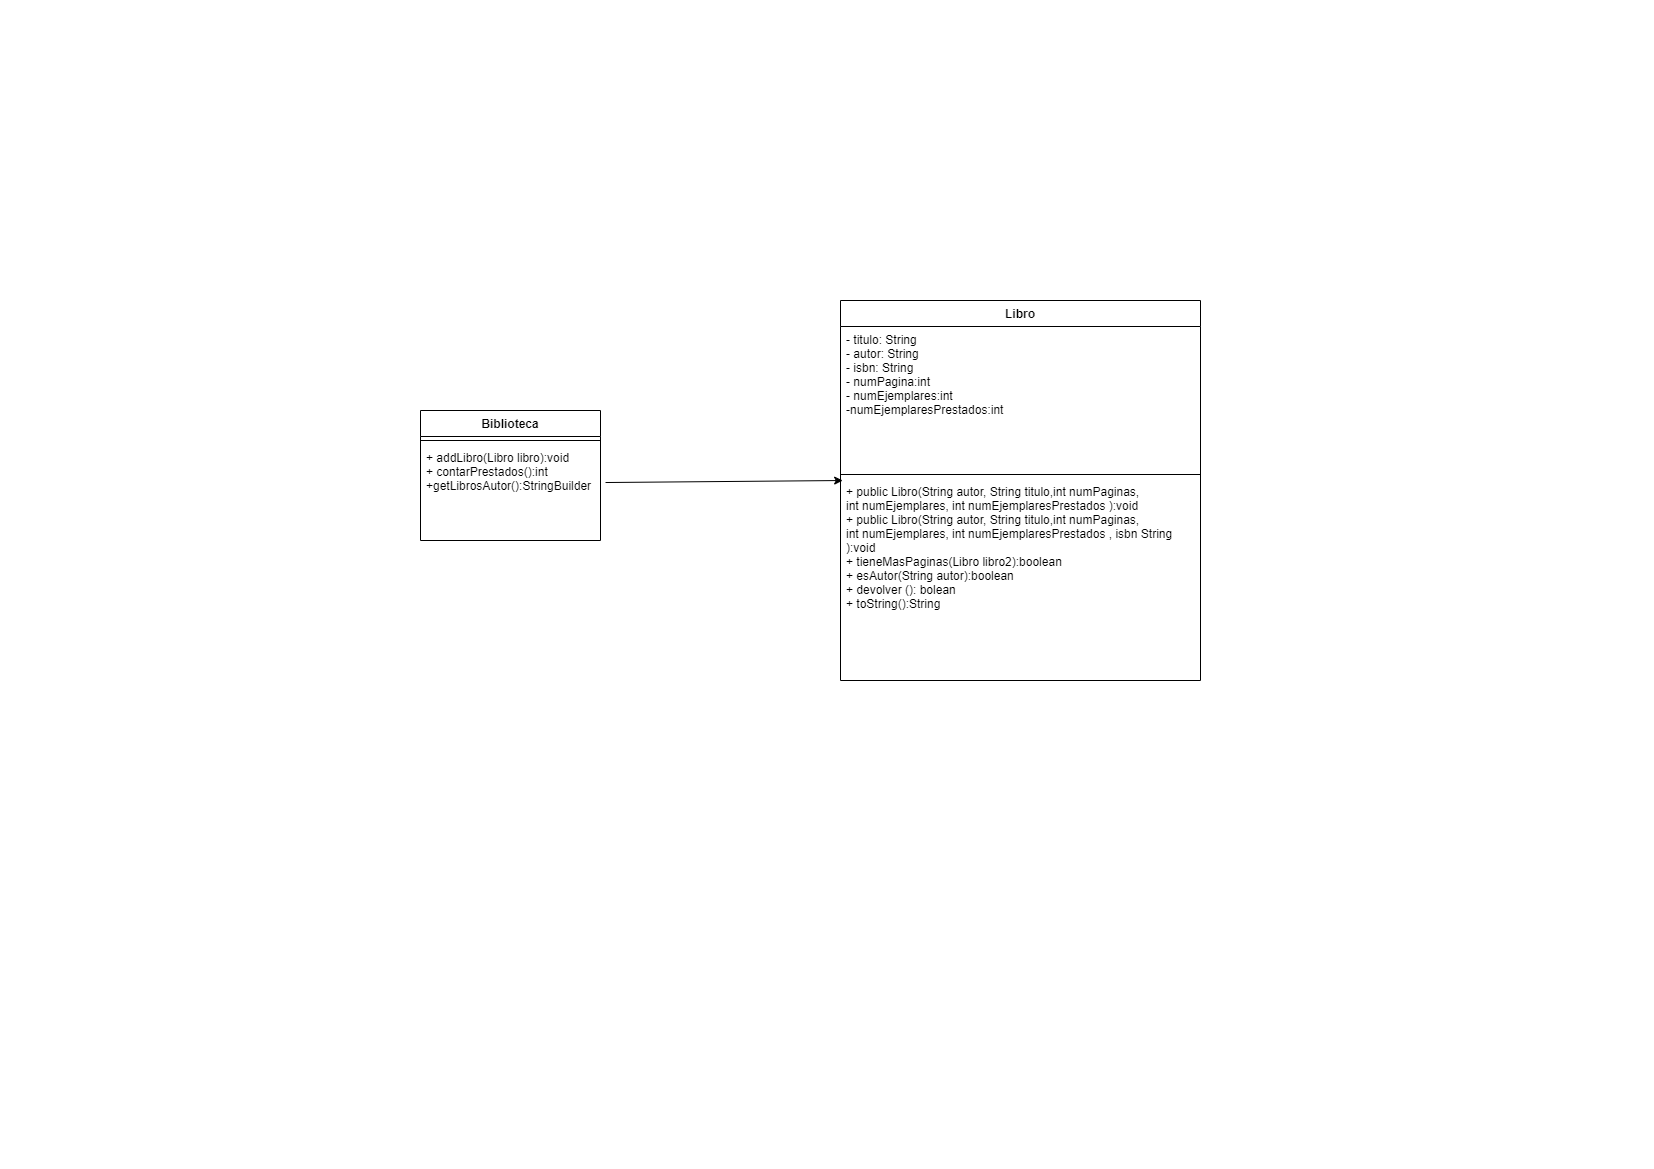 Biblioteca
+ addLibro(Libro libro):void
+ contarPrestados():int
+getLibrosAutor():StringBuilder
Libro
- titulo: String
- autor: String
- isbn: String
- numPagina:int
- numEjemplares:int
-numEjemplaresPrestados:int
+ public Libro(String autor, String titulo,int numPaginas,
int numEjemplares, int numEjemplaresPrestados ):void
+ public Libro(String autor, String titulo,int numPaginas,
int numEjemplares, int numEjemplaresPrestados , isbn String
):void
+ tieneMasPaginas(Libro libro2):boolean
+ esAutor(String autor):boolean
+ devolver (): bolean
+ toString():String